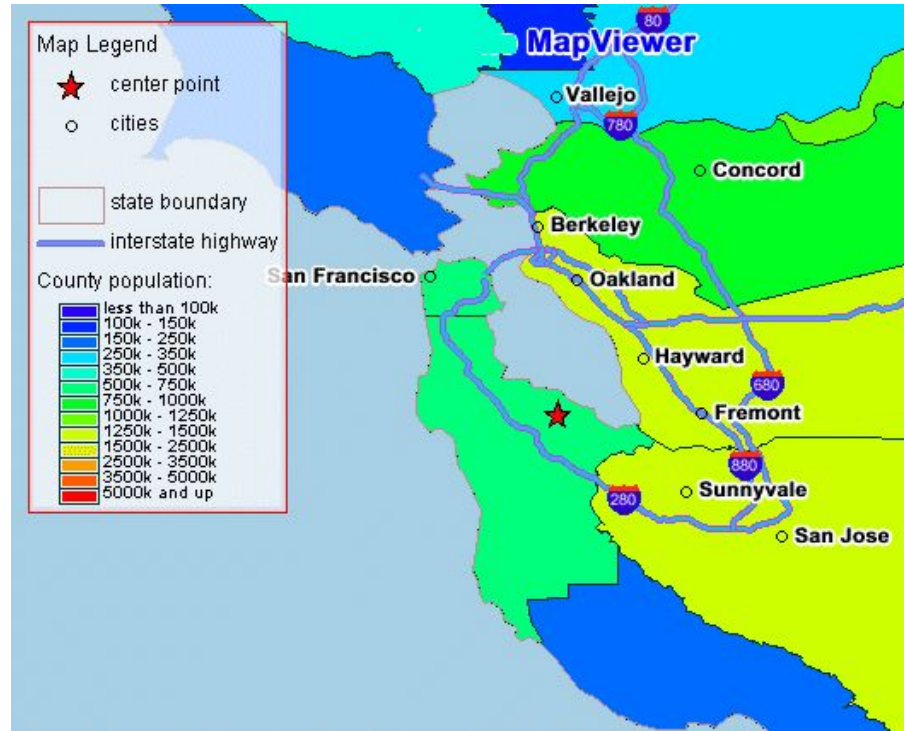 Map Legend
center point
cities
state boundary
interstate highway
County population:
less than 100k
100k - 150k
150k - 250k
250k - 350k
350k - 500k
500k - 750k
750k - 1000k
1000k - 1250k
1250k - 1500k
1500k - 2500k
2500k - 3500k
3500k - 5000k
5000k and up
80
MapViewer
Vallejo
780
Concord
Berkeley
San Francisco
Oakland
Hayward
680
Fremont
880
280
Sunnyvale
San Jose